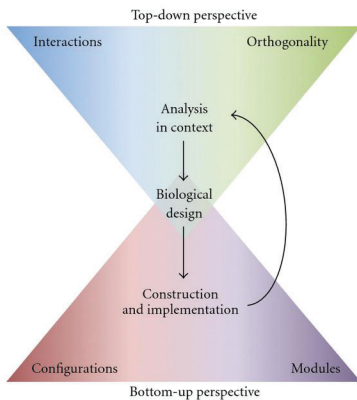 Top-down perspective
Interactions
Orthogonality
Analysis
in context
Biological
design
Construction
and implementation
Configurations
Modules
Bottom-up perspective